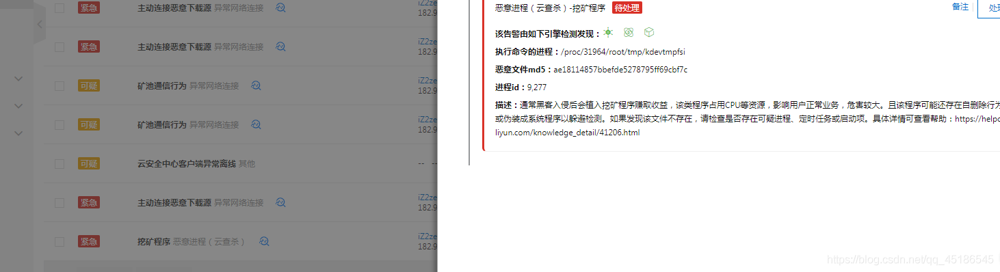 紧急 主动连接恶意下载源 异常网络连接
iZ2ze
182.9
紧急 主动连接恶意下载源 异常网络连接
iZ2ze
182.9
可疑 矿池通信行为 异常网络连接
iZ2ze
182.9
可疑 矿池通信行为 异常网络连接
iZ2ze
182.9
可疑 云安全中心客户端异常离线 其他
-- --
紧急 主动连接恶意下载源 异常网络连接
iZ2ze
182.9
紧急 挖矿程序 恶意进程（云查杀）
iZ2ze
182.9
恶意进程（云查杀）-挖矿程序 待处理 备注
该告警由如下引擎检测发现：
执行命令的进程：/proc/31964/root/tmp/kdevtmpfsi
恶意文件md5：ae18114857bbefde5278795ff69cbf7c
进程id：9,277
描述：通常黑客入侵后会植入挖矿程序赚取收益，该类程序占用CPU等资源，影响用户正常业务，危害较大。且该程序可能还存在自删除行为
或伪装成系统程序以躲避检测。如果发现该文件不存在，请检查是否存在可疑进程、定时任务或启动项。具体详情可查看帮助：https://helpc
liyun.com/knowledge_detail/41206.html
https://blog.csdn.net/qq_45186545